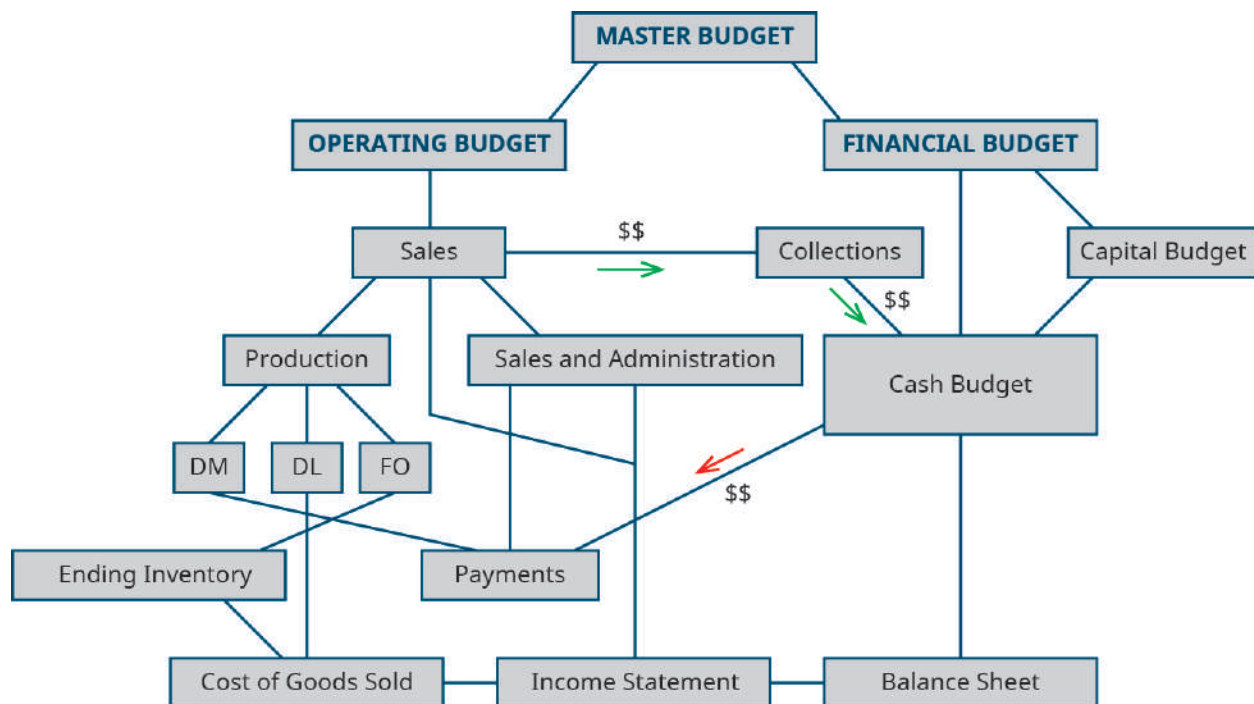 MASTER BUDGET
OPERATING BUDGET
FINANCIAL BUDGET
$$
Sales
Collections
Capital Budget
$$
Production
Sales and Administration
Cash Budget
DM
DL
FO
$$
Ending Inventory
Payments
Cost of Goods Sold
Income Statement
Balance Sheet